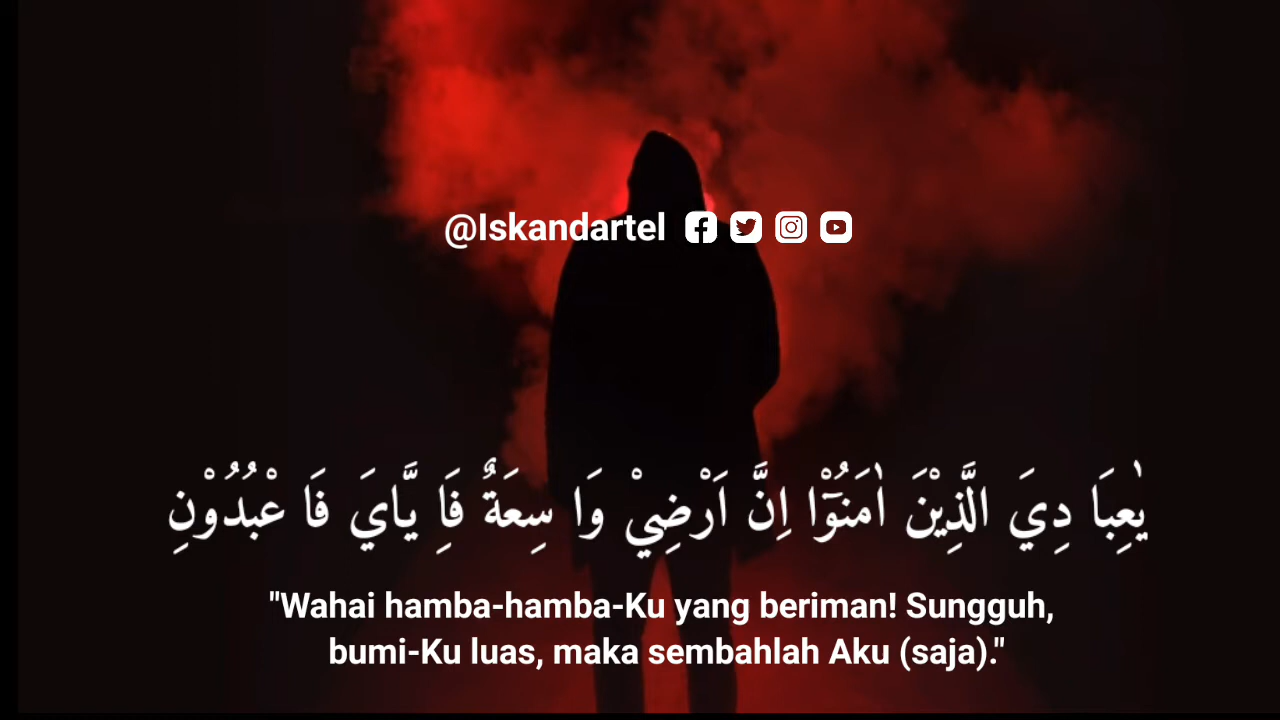 @Iskandartel
يٰعِبَا دِيَ الَّذِيْنَ اٰمَنُوْۤا اِنَّ اَرْضِيْ وَا سِعَةٌ فَاِ يَّايَ فَا عْبُدُوْنِ
"Wahai hamba-hamba-Ku yang beriman! Sungguh,
bumi-Ku luas, maka sembahlah Aku (saja)."